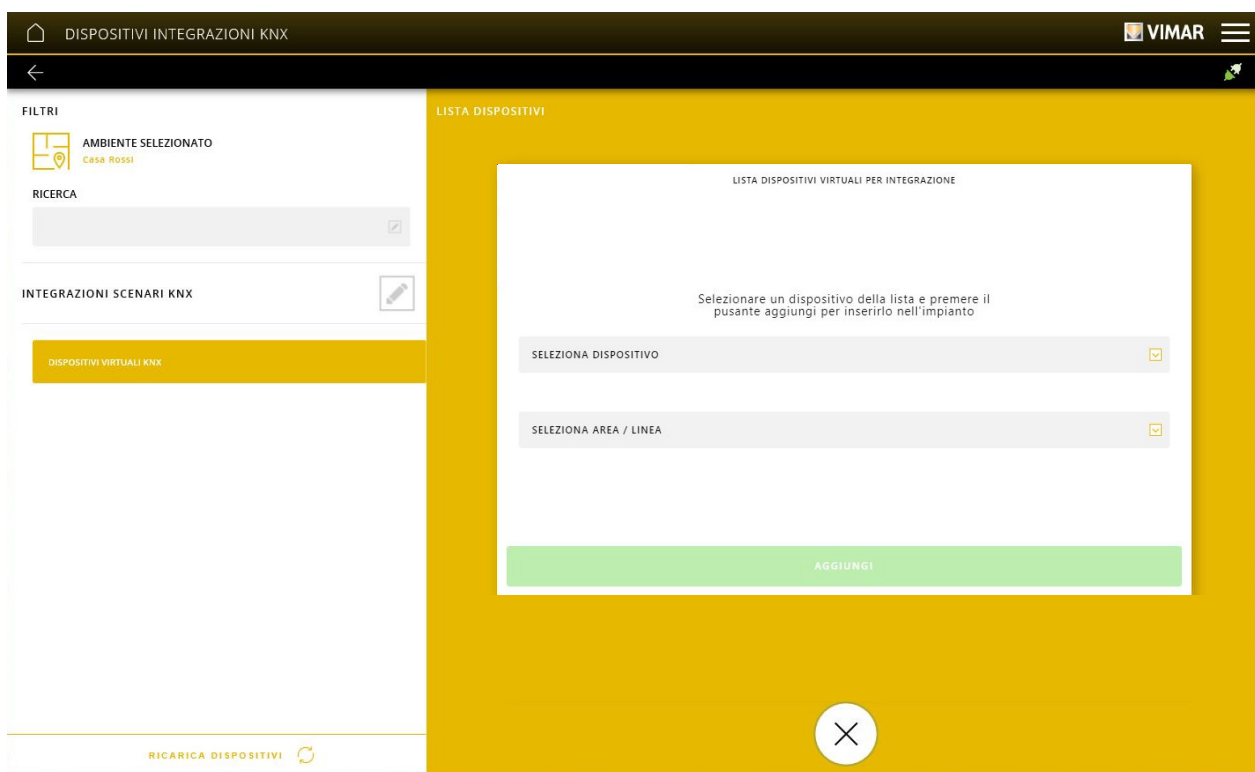 DISPOSITIVI INTEGRAZIONI KNX
VIMAR
FILTRI
AMBIENTE SELEZIONATO
Casa Rossi
RICERCA
INTEGRAZIONI SCENARI KNX
DISPOSITIVI VIRTUALI KNX
RICARICA DISPOSITIVI
LISTA DISPOSITIVI
LISTA DISPOSITIVI VIRTUALI PER INTEGRAZIONE
Selezionare un dispositivo della lista e premere il
pusante aggiungi per inserirlo nell'impianto
SELEZIONA DISPOSITIVO
SELEZIONA AREA / LINEA
AGGIUNGI